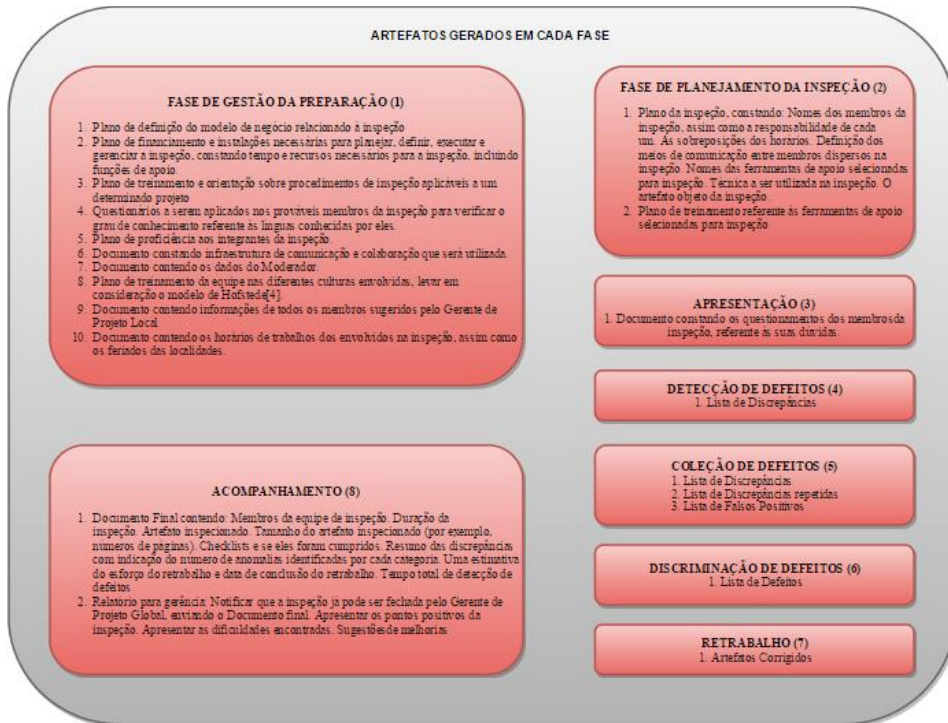 ARTEFATOS GERADOS EM CADA FASE
FASE DE GESTÃO DA PREPARAÇÃO (1)
1. Plano de definição do modelo de negócio relacionado à inspeção
2. Plano de financiamento e instalações necessárias para planejar, definir, executar e
gerenciar a inspeção, constando tempo e recursos necessários para a inspeção, incluindo
funções de apoio.
3. Plano de treinamento e orientação sobre procedimentos de inspeção aplicáveis a um
determinado projeto
4. Questionários a serem aplicados nos prováveis membros da inspeção para verificar o
grau de conhecimento referente às línguas conhecidas por eles.
5. Plano de proficiência aos integrantes da inspeção.
6. Documento constando infraestrutura de comunicação e colaboração que será utilizada.
7. Documento contendo os dados do Moderador.
8. Plano de treinamento da equipe nas diferentes culturas envolvidas, levar em
consideração o modelo de Hofstede[4].
9. Documento contendo informações de todos os membros sugeridos pelo Gerente de
Projeto Local
10. Documento contendo os horários de trabalhos dos envolvidos na inspeção, assim como
os feriados das localidades.
FASE DE PLANEJAMENTO DA INSPEÇÃO (2)
1. Plano da inspeção, constando: Nomes dos membros da
inspeção, assim como a responsabilidade de cada
um. As sobreposições dos horários. Definição dos
meios de comunicação entre membros dispersos na
inspeção. Nomes das ferramentas de apoio selecionadas
para inspeção. Técnica a ser utilizada na inspeção. O
artefato objeto da inspeção.
2. Plano de treinamento referente às ferramentas de apoio
selecionadas para inspeção
APRESENTAÇÃO (3)
1. Documento constando os questionamentos dos membros da
inspeção, referente às suas dúvidas.
DETECÇÃO DE DEFEITOS (4)
1. Lista de Discrepâncias
COLEÇÃO DE DEFEITOS (5)
1. Lista de Discrepâncias
2. Lista de Discrepâncias repetidas
3. Lista de Falsos Positivos
DISCRIMINAÇÃO DE DEFEITOS (6)
1. Lista de Defeitos
RETRABALHO (7)
1. Artefatos Corrigidos
ACOMPANHAMENTO (8)
1. Documento Final contendo: Membros da equipe de inspeção. Duração da
inspeção. Artefato inspecionado. Tamanho do artefato inspecionado (por exemplo,
números de páginas). Checklists e se eles foram cumpridos. Resumo das discrepâncias
com indicação do número de anomalias identificadas por cada categoria. Uma estimativa
do esforço do retrabalho e data de conclusão do retrabalho. Tempo total de detecção de
defeitos
2. Relatório para gerência: Notificar que a inspeção já pode ser fechada pelo Gerente de
Projeto Global, enviando o Documento final. Apresentar os pontos positivos da
inspeção. Apresentar as dificuldades encontradas. Sugestões de melhorias